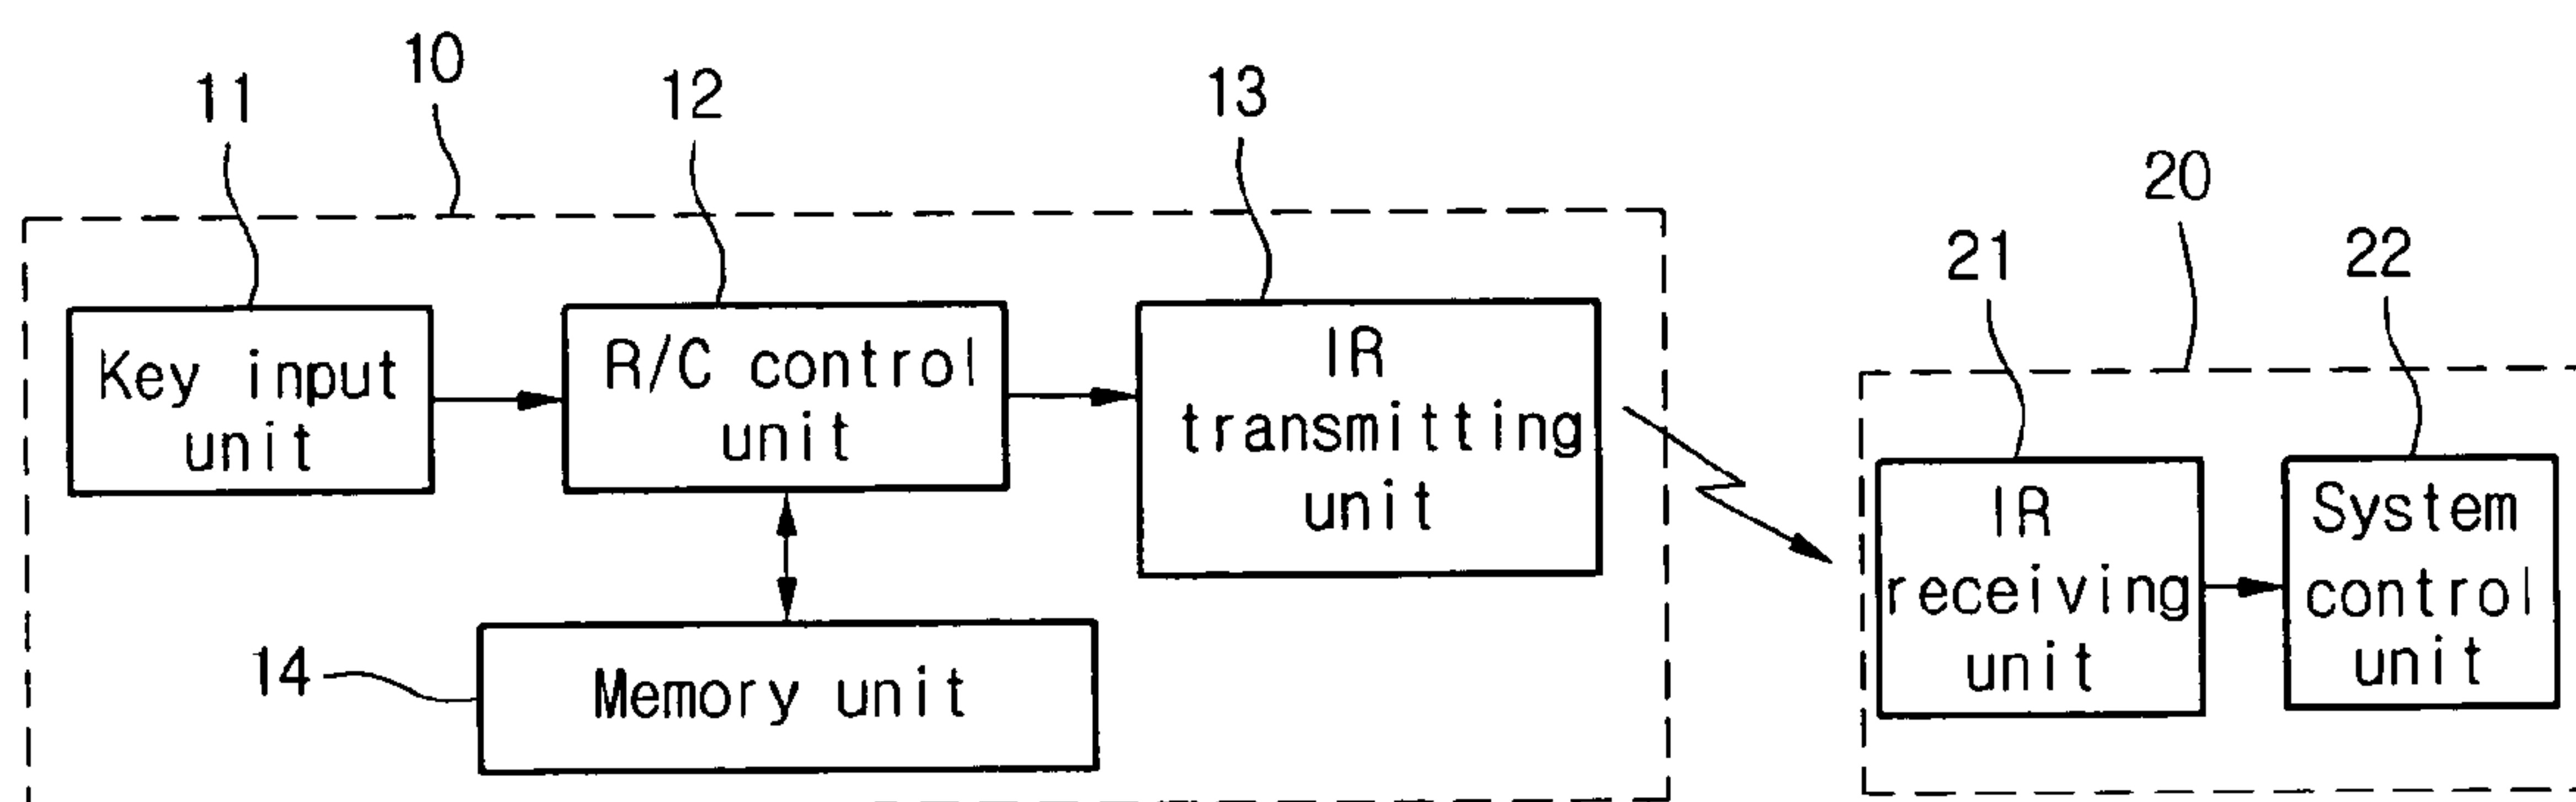 10
11
12
13
20
21
22
Key input
unit
R/C control
unit
IR
transmitting
unit
IR
receiving
unit
System
control
unit
14
Memory unit